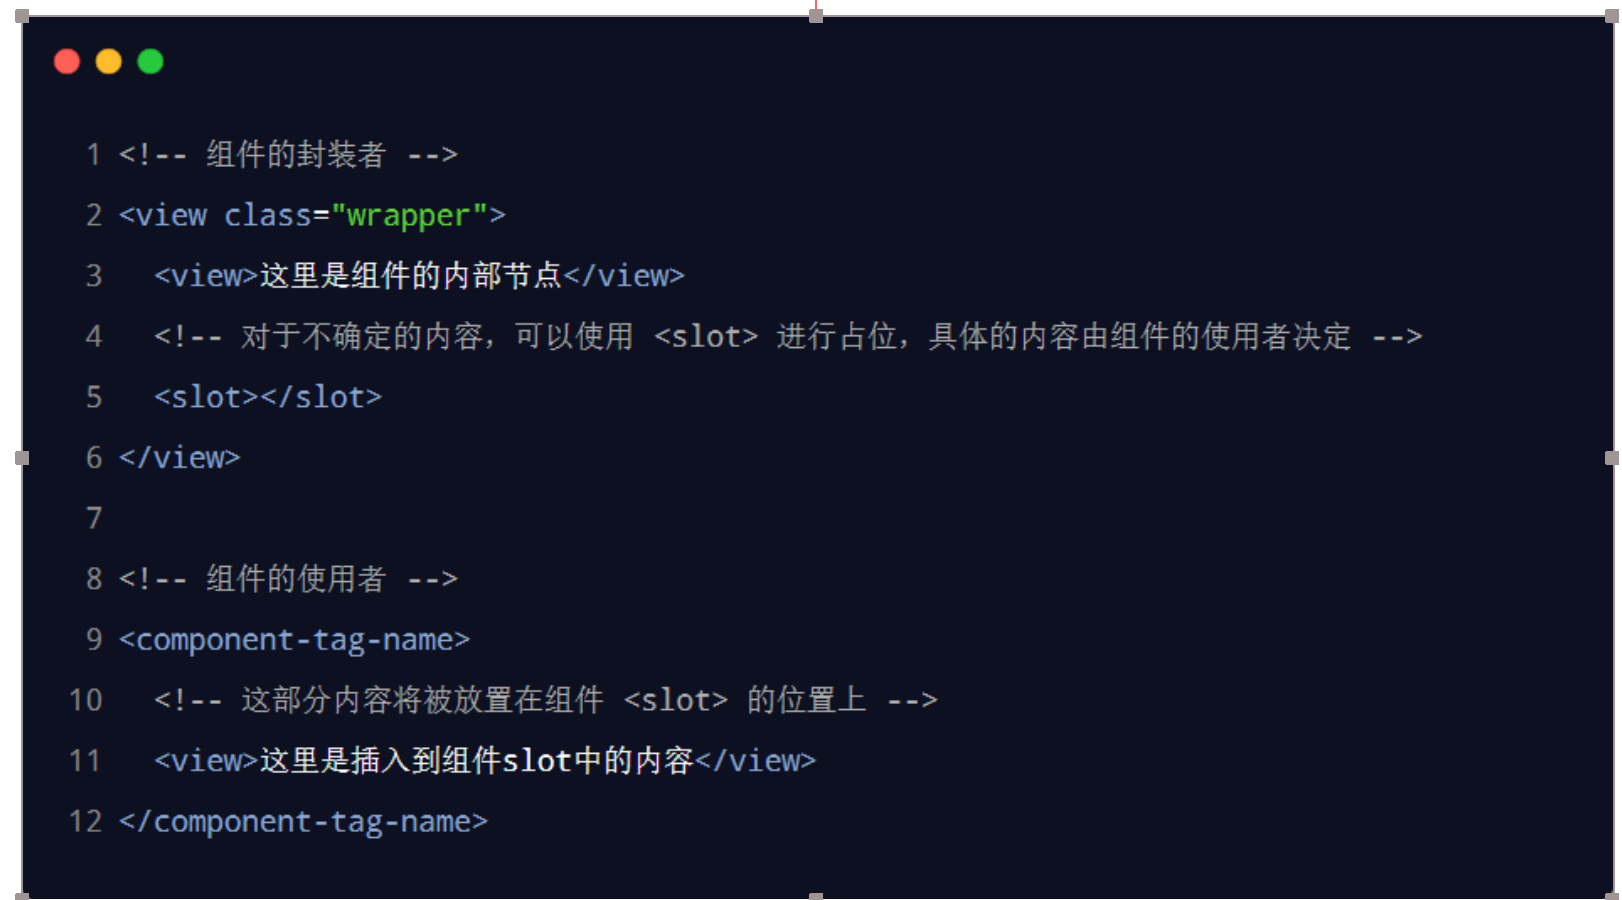 1 <!-- 组件的封装者 -->
2 <view class="wrapper">
3   <view>这里是组件的内部节点</view>
4   <!-- 对于不确定的内容，可以使用 <slot> 进行占位，具体的内容由组件的使用者决定 -->
5   <slot></slot>
6 </view>
7
8 <!-- 组件的使用者 -->
9 <component-tag-name>
10   <!-- 这部分内容将被放置在组件 <slot> 的位置上 -->
11   <view>这里是插入到组件slot中的内容</view>
12 </component-tag-name>